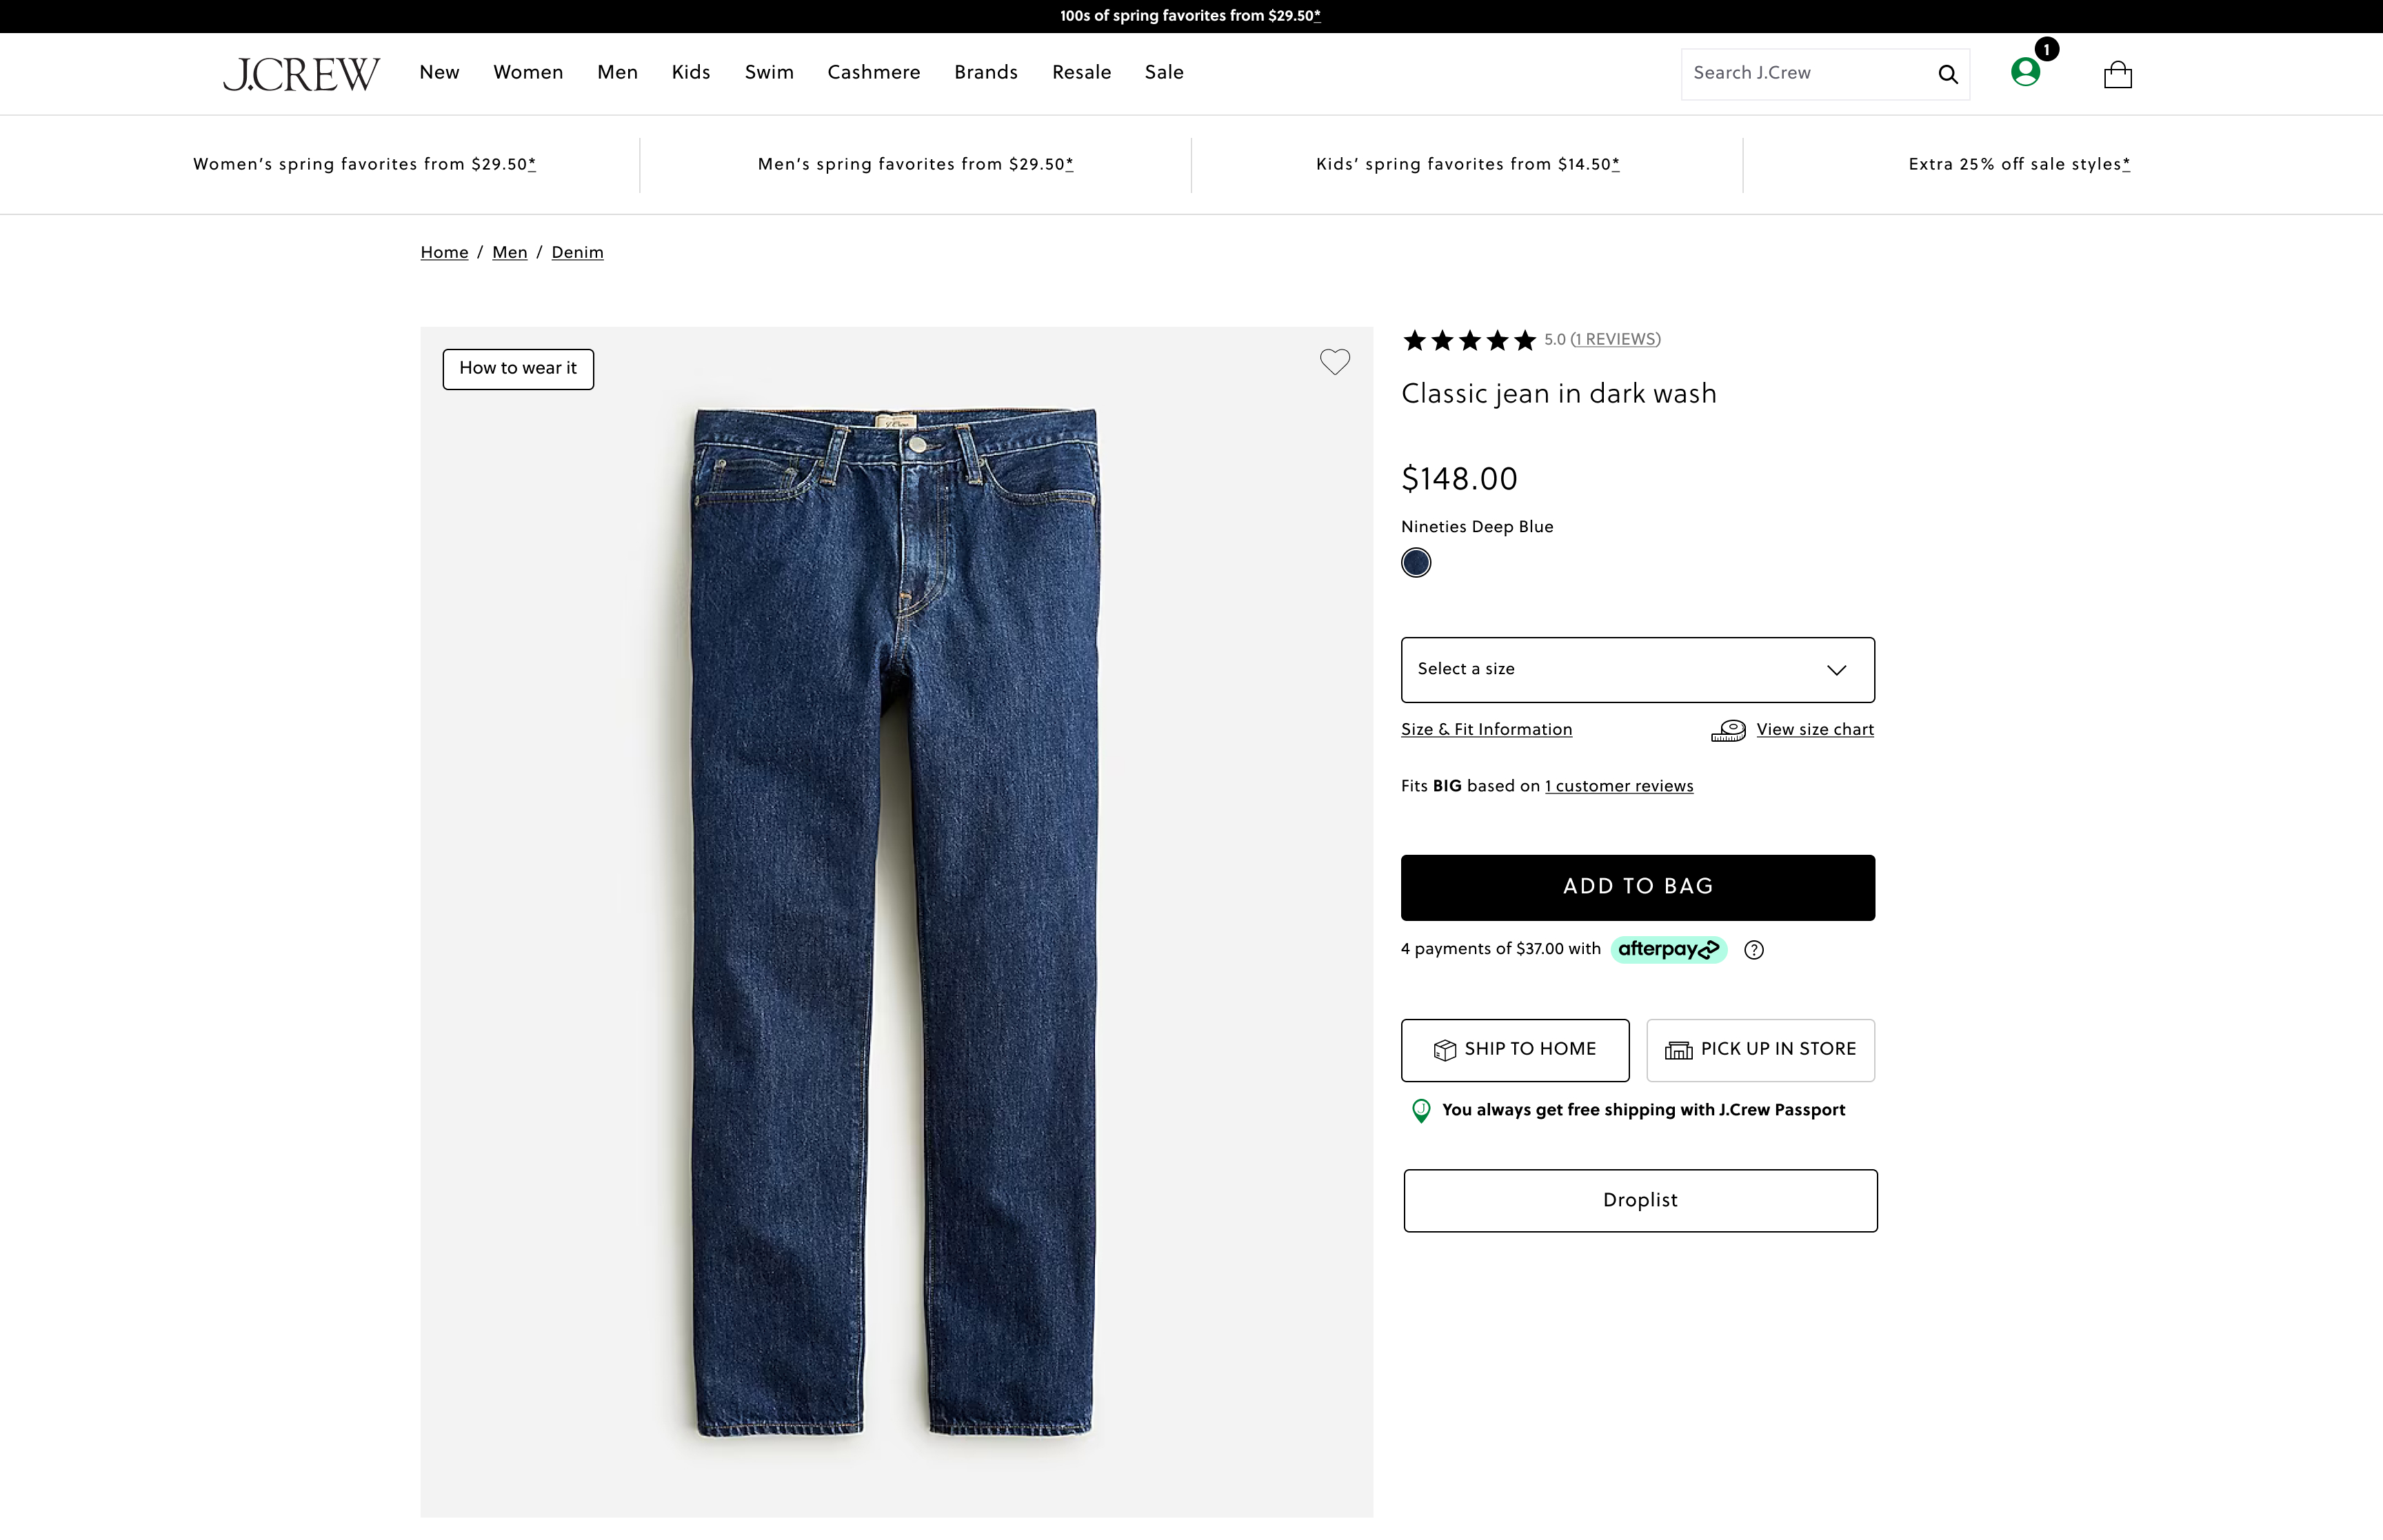 100s of spring favorites from $29.50*
J.CREW New Women Men Kids Swim Cashmere Brands Resale Sale Search J.Crew 1
Women's spring favorites from $29.50* Men's spring favorites from $29.50* Kids' spring favorites from $14.50* Extra 25% off sale styles*
Home / Men / Denim
How to wear it
5.0 (1 REVIEWS)
Classic jean in dark wash
$148.00
Nineties Deep Blue
Select a size
Size & Fit Information View size chart
Fits BIG based on 1 customer reviews
ADD TO BAG
4 payments of $37.00 with afterpay ?
SHIP TO HOME PICK UP IN STORE
You always get free shipping with J.Crew Passport
Droplist